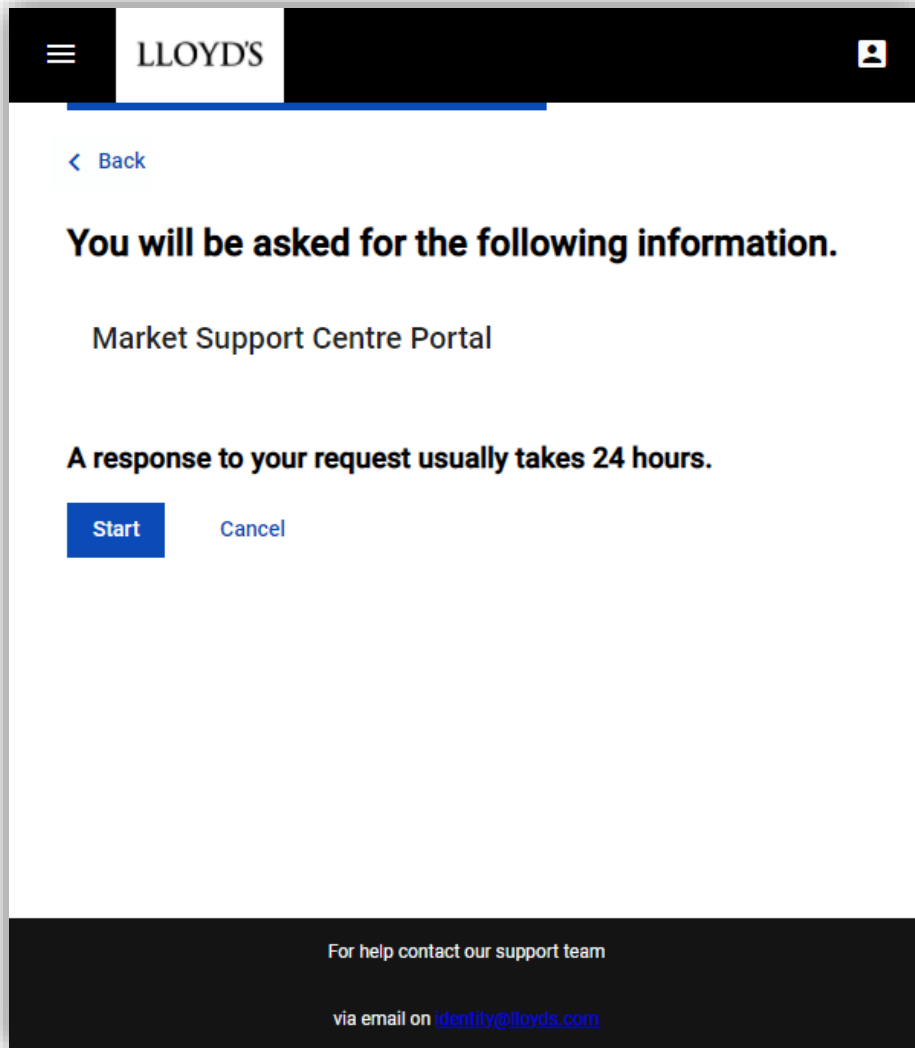 LLOYD'S
Back
You will be asked for the following information.
Market Support Centre Portal
A response to your request usually takes 24 hours.
Start Cancel
For help contact our support team
via email on identity@lloyds.com